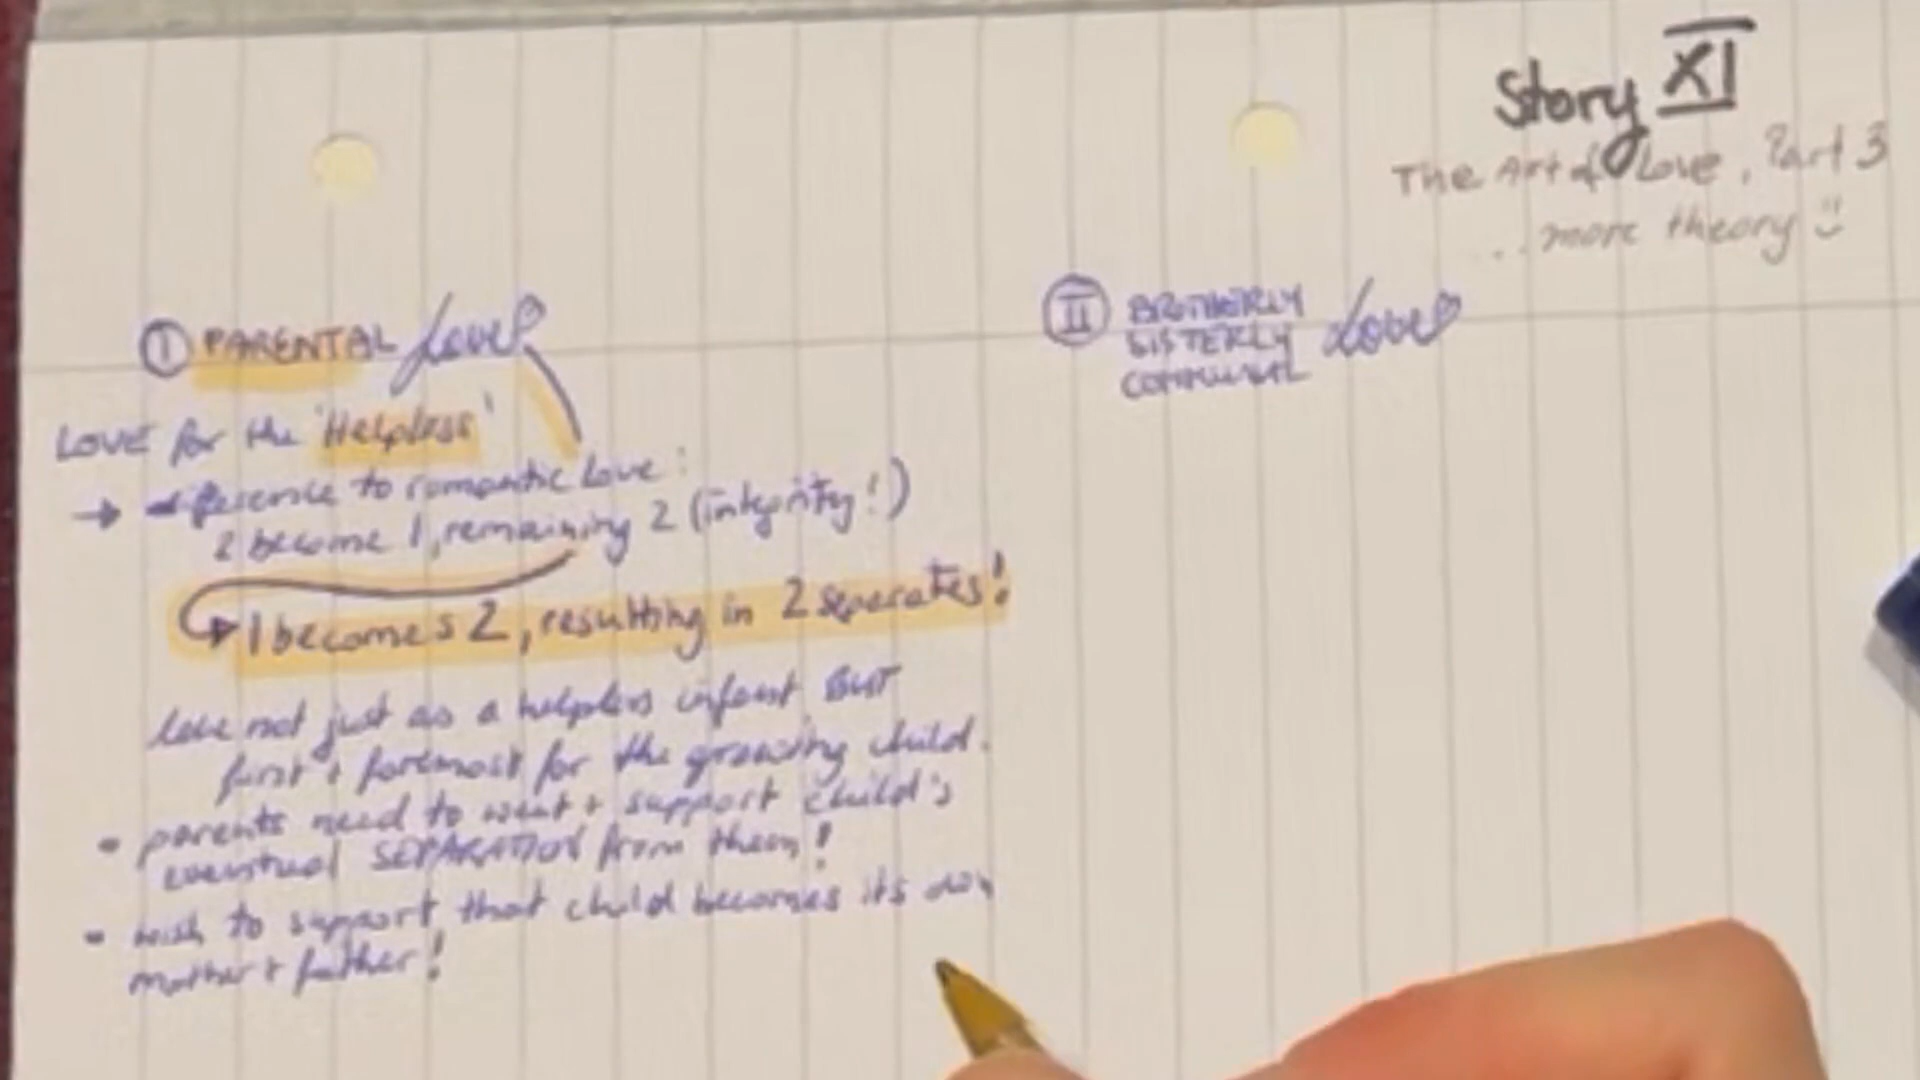 Story XI
The Art of Love, Part 3
...more theory
I PARENTAL Love
LOVE for the 'Helpless'
→ difference to romantic Love:
2 become 1, remaining 2 (integrity!)
1 becomes 2, resulting in 2 separates!
love not just as a helpless infant BUT
first + foremost for the growing child.
• parents need to want + support child's
eventual SEPARATION from them!
• wish to support that child becomes its own
mother + father!
II BROTHERLY
SISTERLY Love
COMMUNAL